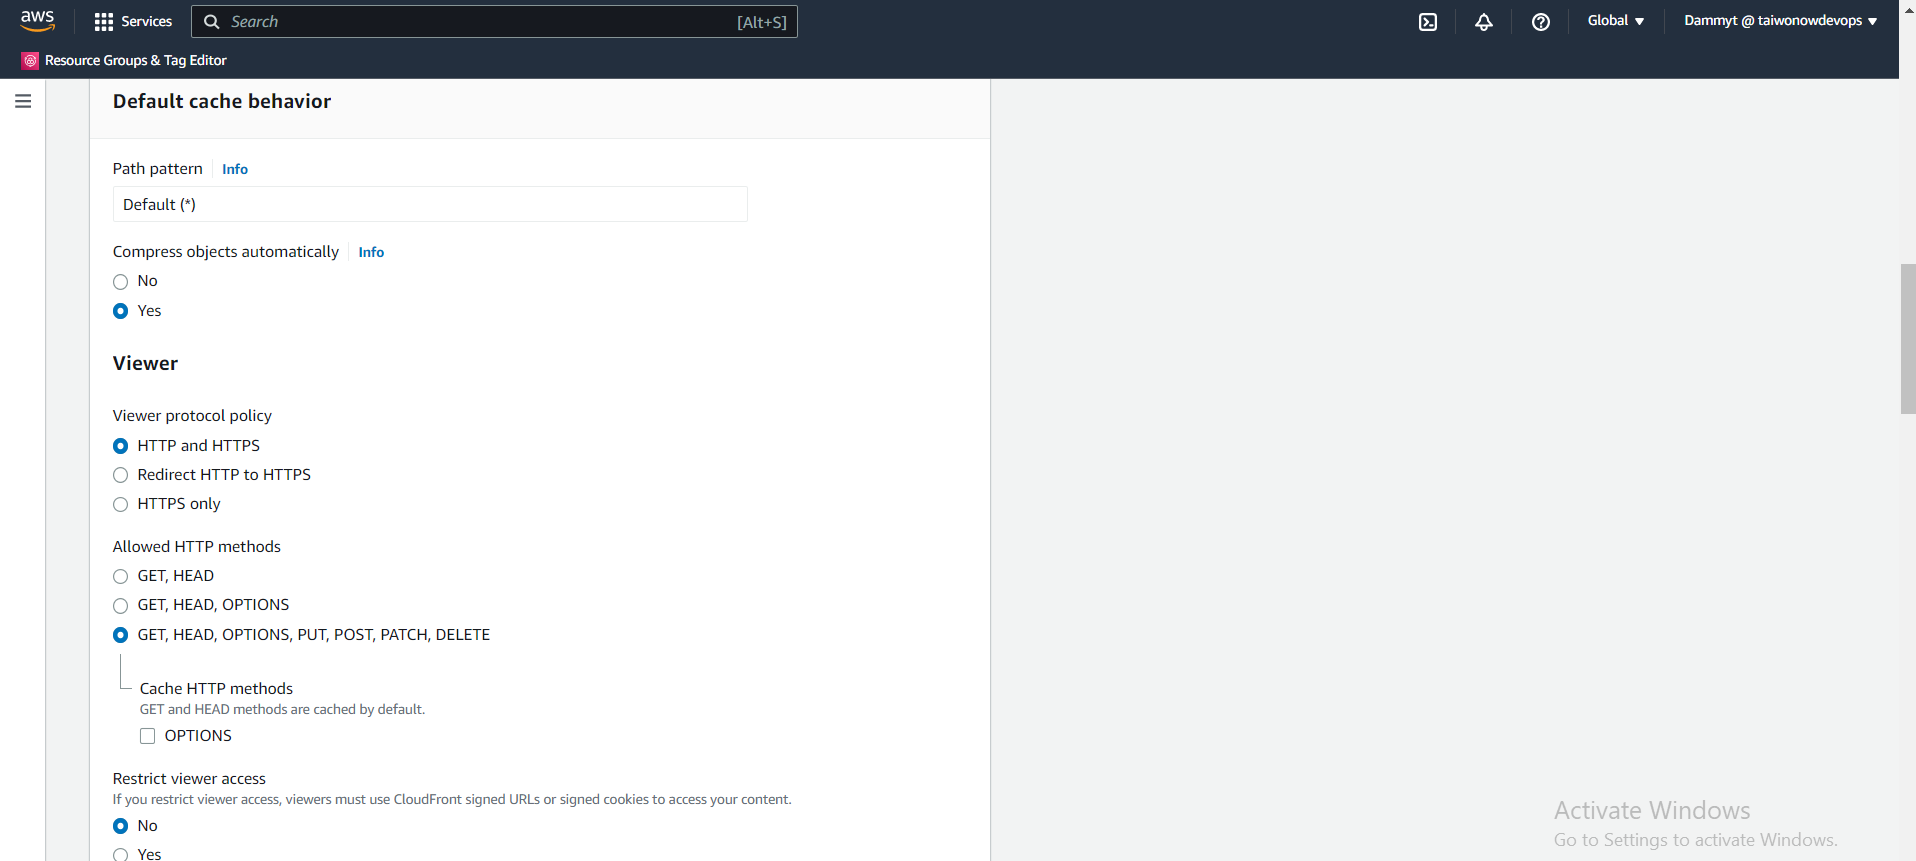 aws
Services
Search
[Alt+S]
Global
Dammyt @ taiwonowdevops
Resource Groups & Tag Editor
Default cache behavior
Path pattern
Info
Default (*)
Compress objects automatically
Info
No
Yes
Viewer
Viewer protocol policy
HTTP and HTTPS
Redirect HTTP to HTTPS
HTTPS only
Allowed HTTP methods
GET, HEAD
GET, HEAD, OPTIONS
GET, HEAD, OPTIONS, PUT, POST, PATCH, DELETE
Cache HTTP methods
GET and HEAD methods are cached by default.
OPTIONS
Restrict viewer access
If you restrict viewer access, viewers must use CloudFront signed URLs or signed cookies to access your content.
No
Yes
Activate Windows
Go to Settings to activate Windows.